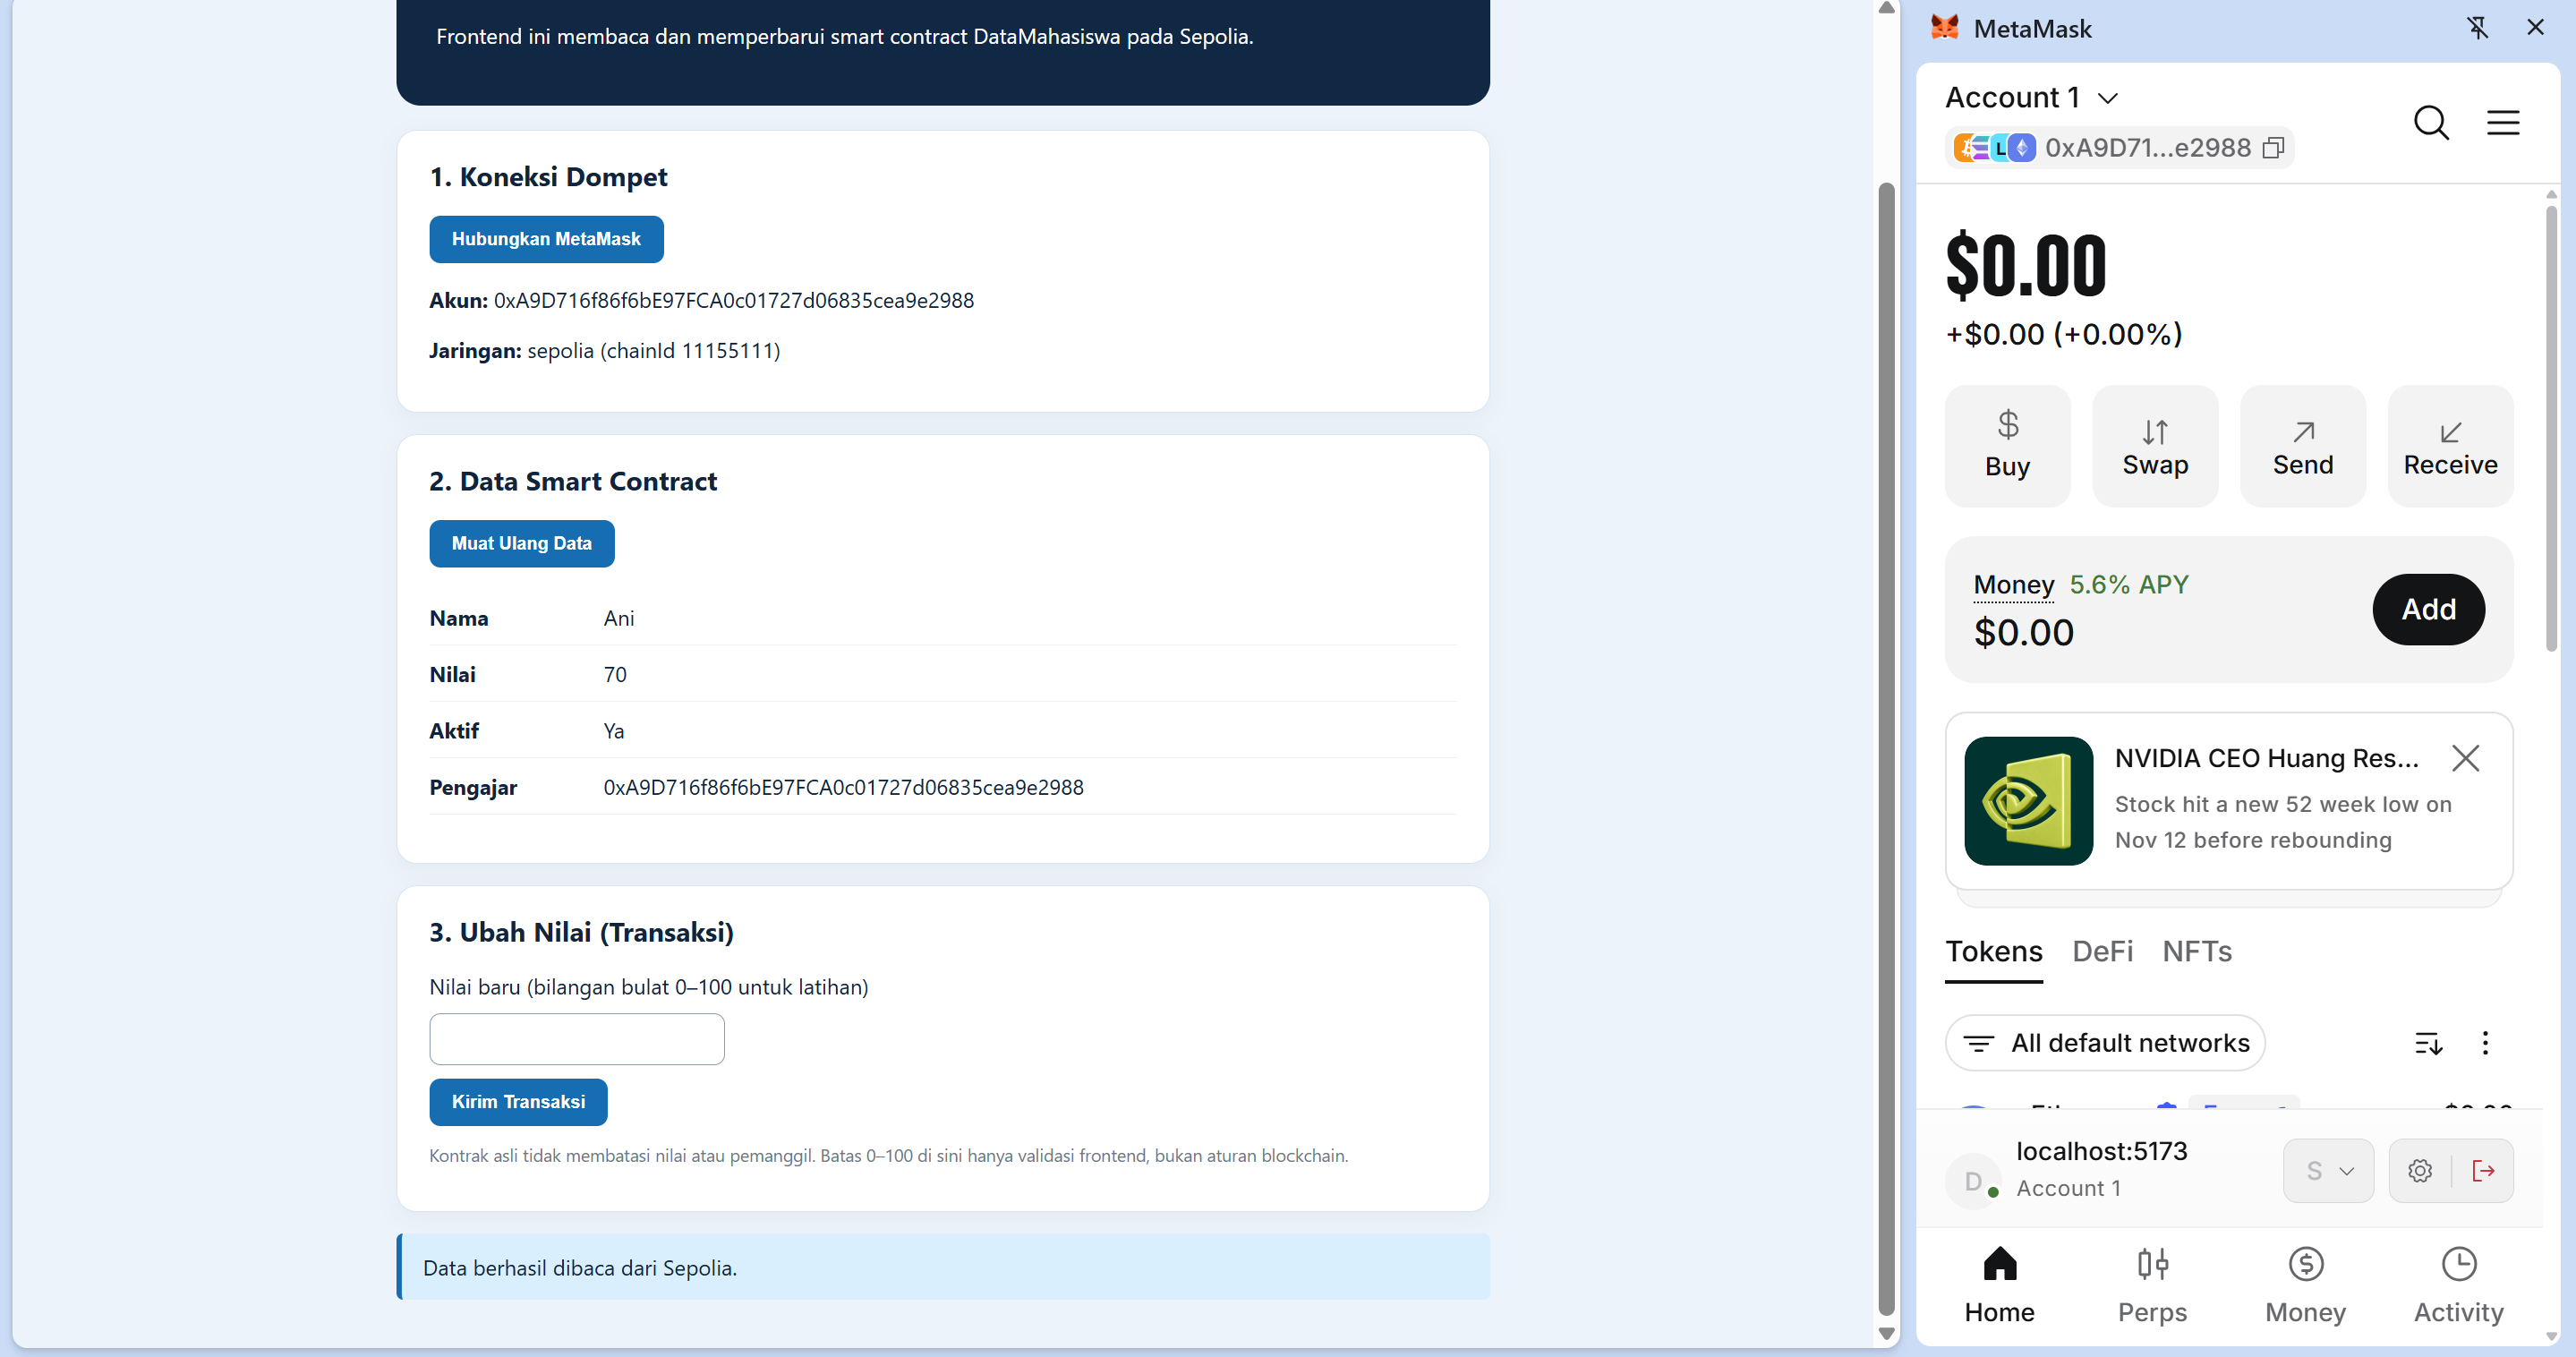 Frontend ini membaca dan memperbarui smart contract DataMahasiswa pada Sepolia.
1. Koneksi Dompet
Hubungkan MetaMask
Akun: 0xA9D716f86f6bE97FCA0c01727d06835cea9e2988
Jaringan: sepolia (chainId 11155111)
2. Data Smart Contract
Muat Ulang Data
Nama Ani
Nilai 70
Aktif Ya
Pengajar 0xA9D716f86f6bE97FCA0c01727d06835cea9e2988
3. Ubah Nilai (Transaksi)
Nilai baru (bilangan bulat 0–100 untuk latihan)
Kirim Transaksi
Kontrak asli tidak membatasi nilai atau pemanggil. Batas 0–100 di sini hanya validasi frontend, bukan aturan blockchain.
Data berhasil dibaca dari Sepolia.
MetaMask
Account 1
0xA9D71...e2988
$0.00
+$0.00 (+0.00%)
Buy Swap Send Receive
Money 5.6% APY
$0.00
Add
NVIDIA CEO Huang Res...
Stock hit a new 52 week low on
Nov 12 before rebounding
Tokens DeFi NFTs
All default networks
D
localhost:5173
Account 1
S
Home Perps Money Activity